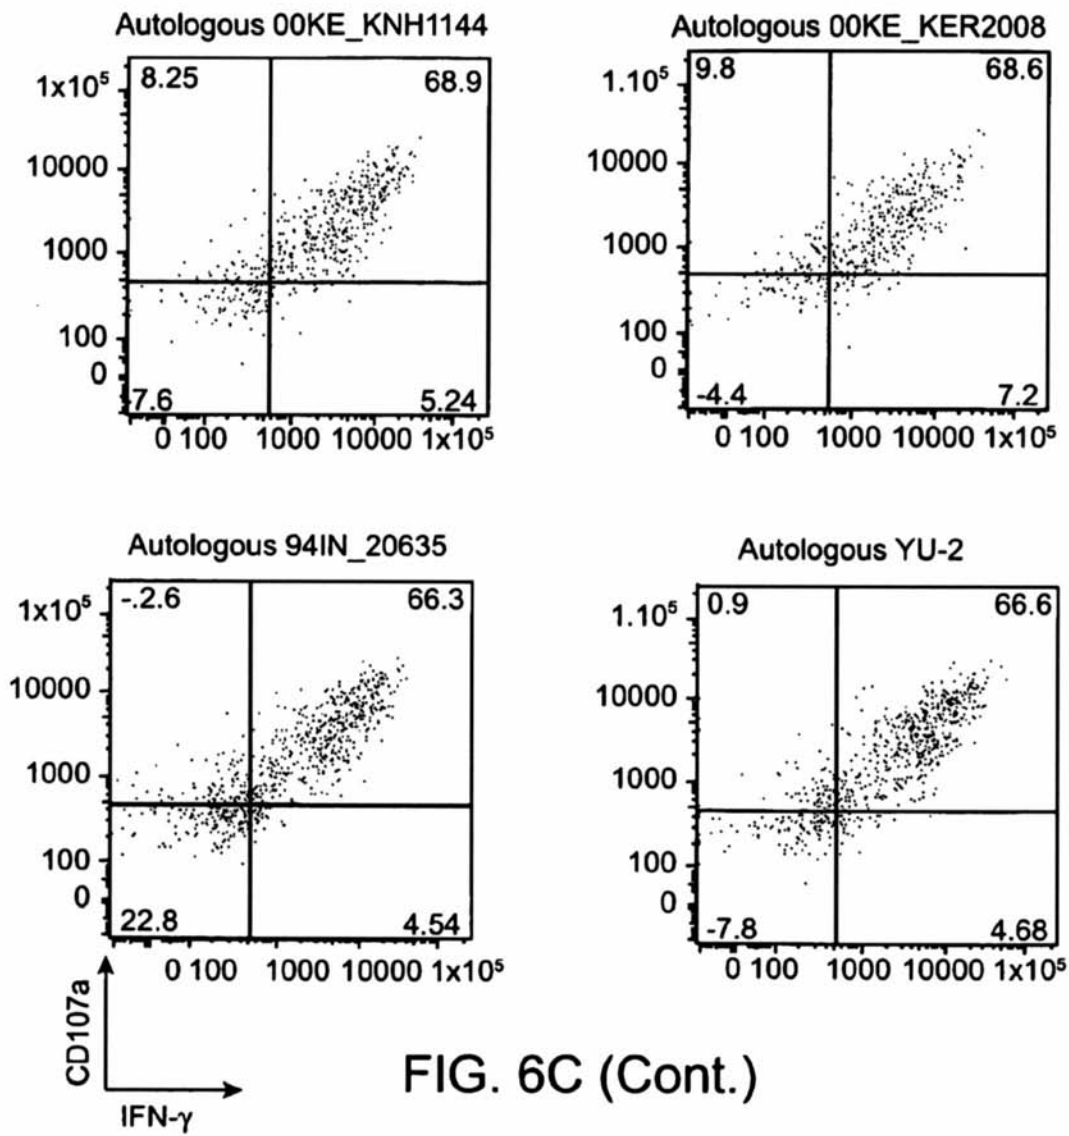 Autologous 00KE_KNH1144
8.25 68.9
1x10⁵
10000
1000
100
0
7.6 5.24
0 100 1000 10000 1x10⁵
Autologous 00KE_KER2008
9.8 68.6
1.10⁵
10000
1000
100
0
-4.4 7.2
0 100 1000 10000 1x10⁵
Autologous 94IN_20635
-.2.6 66.3
1x10⁵
10000
1000
100
0
22.8 4.54
0 100 1000 10000 1x10⁵
Autologous YU-2
0.9 66.6
1.10⁵
10000
1000
100
0
-7.8 4.68
0 100 1000 10000 1x10⁵
CD107a
IFN-γ
FIG. 6C (Cont.)